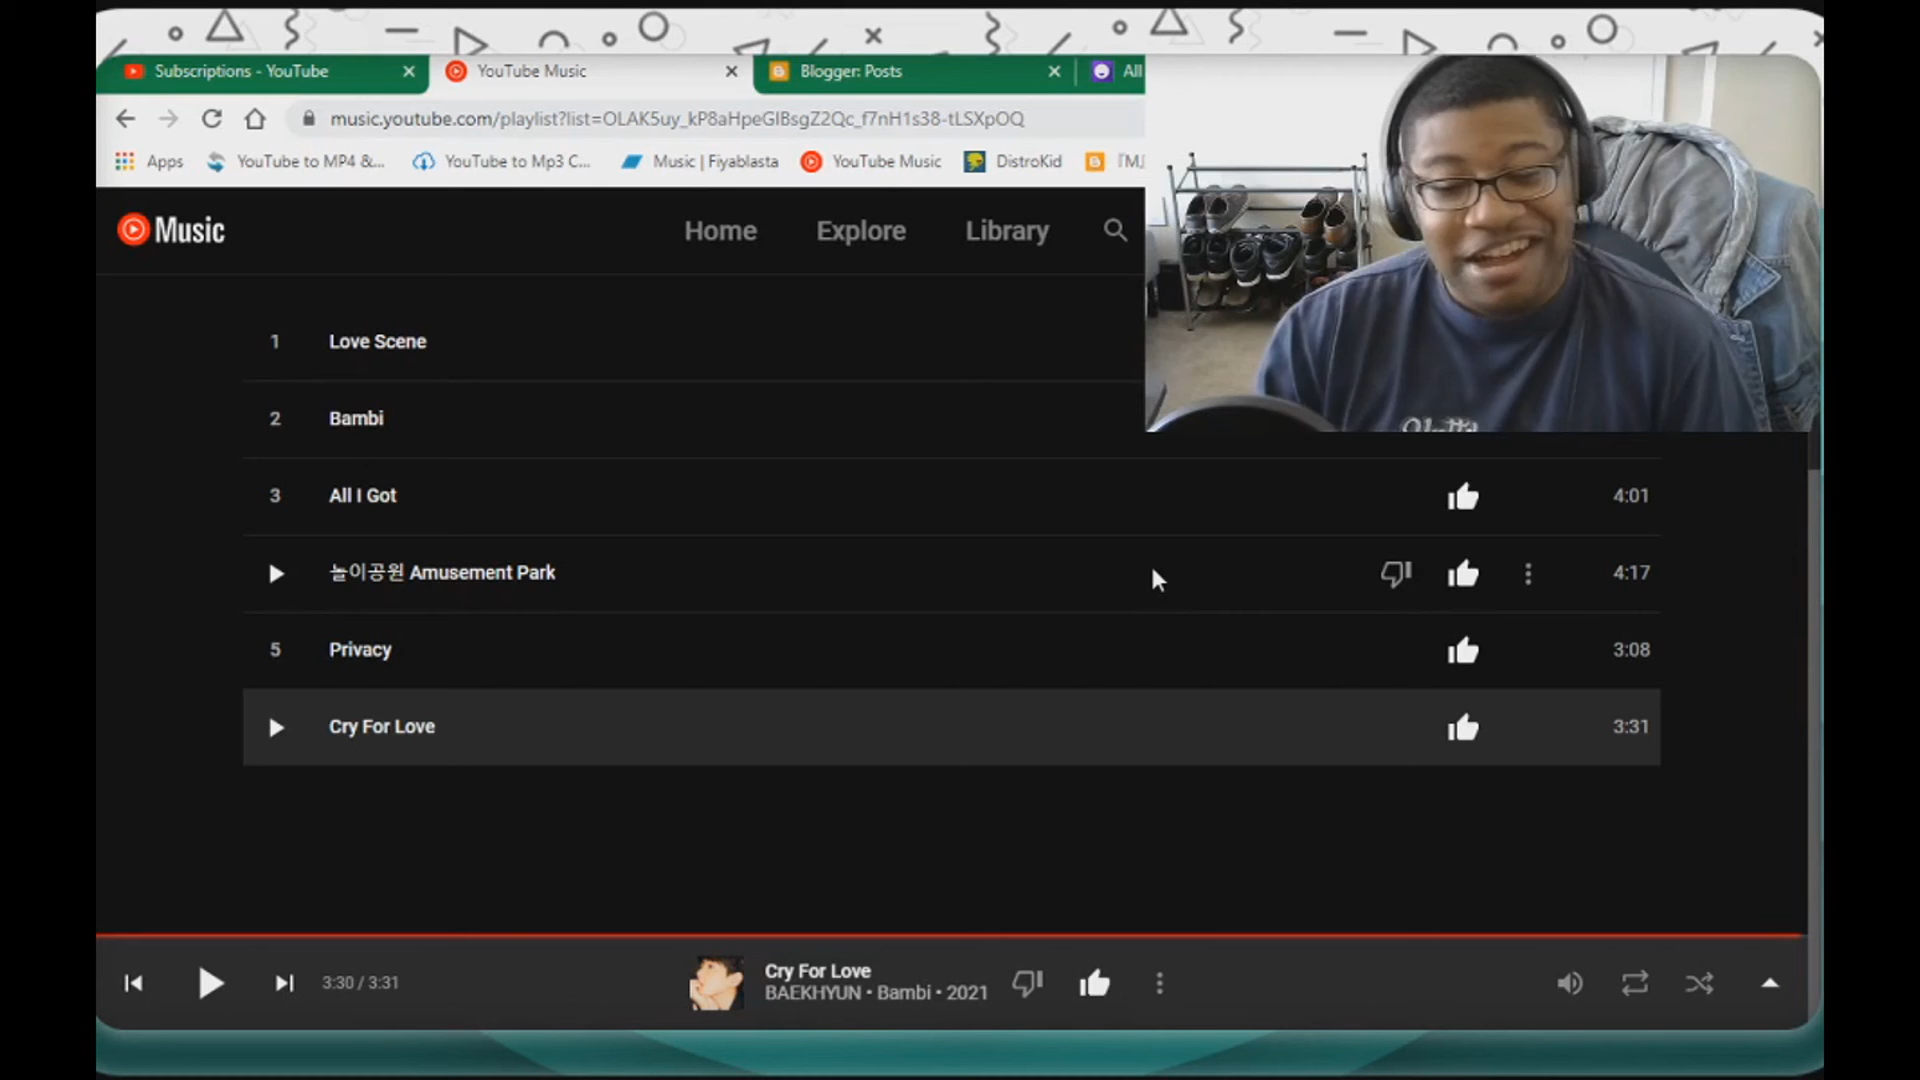 Subscriptions - YouTube
YouTube Music
Blogger: Posts
All
music.youtube.com/playlist?list=OLAK5uy_kP8aHpeGlBsgZ2Qc_f7nH1s38-tLSXpOQ
Apps
YouTube to MP4 &...
YouTube to Mp3 C...
Music | Fiyablasta
YouTube Music
DistroKid
Music
Home
Explore
Library
1 Love Scene
2 Bambi
3 All I Got 4:01
놀이공원 Amusement Park 4:17
5 Privacy 3:08
Cry For Love 3:31
3:30 / 3:31
Cry For Love
BAEKHYUN • Bambi • 2021